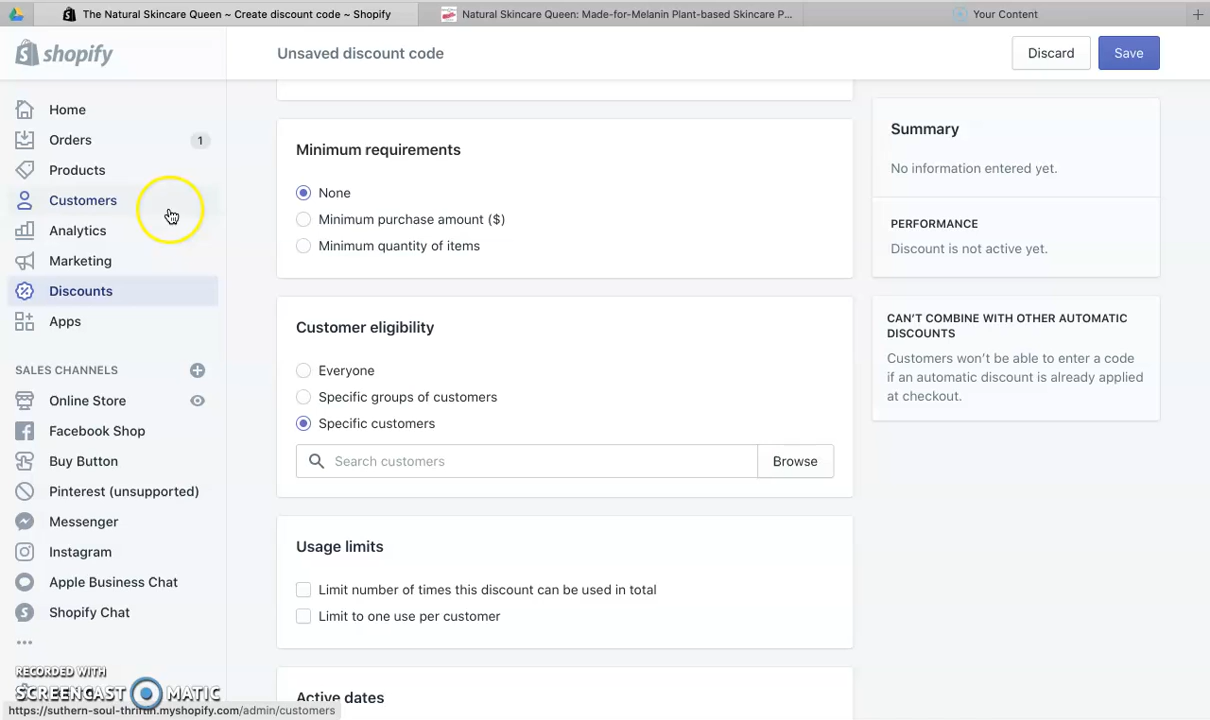 The Natural Skincare Queen ~ Create discount code ~ Shopify
Natural Skincare Queen: Made-for-Melanin Plant-based Skincare P...
Your Content
shopify
Unsaved discount code
Discard
Save
Home
Orders
1
Products
Customers
Analytics
Marketing
Discounts
Apps
SALES CHANNELS
Online Store
Facebook Shop
Buy Button
Pinterest (unsupported)
Messenger
Instagram
Apple Business Chat
Shopify Chat
Minimum requirements
None
Minimum purchase amount ($)
Minimum quantity of items
Customer eligibility
Everyone
Specific groups of customers
Specific customers
Search customers
Browse
Usage limits
Limit number of times this discount can be used in total
Limit to one use per customer
Active dates
Summary
No information entered yet.
PERFORMANCE
Discount is not active yet.
CAN'T COMBINE WITH OTHER AUTOMATIC
DISCOUNTS
Customers won't be able to enter a code
if an automatic discount is already applied
at checkout.
RECORDED WITH
SCREENCAST MATIC
https://suthern-soul-thriftin.myshopify.com/admin/customers